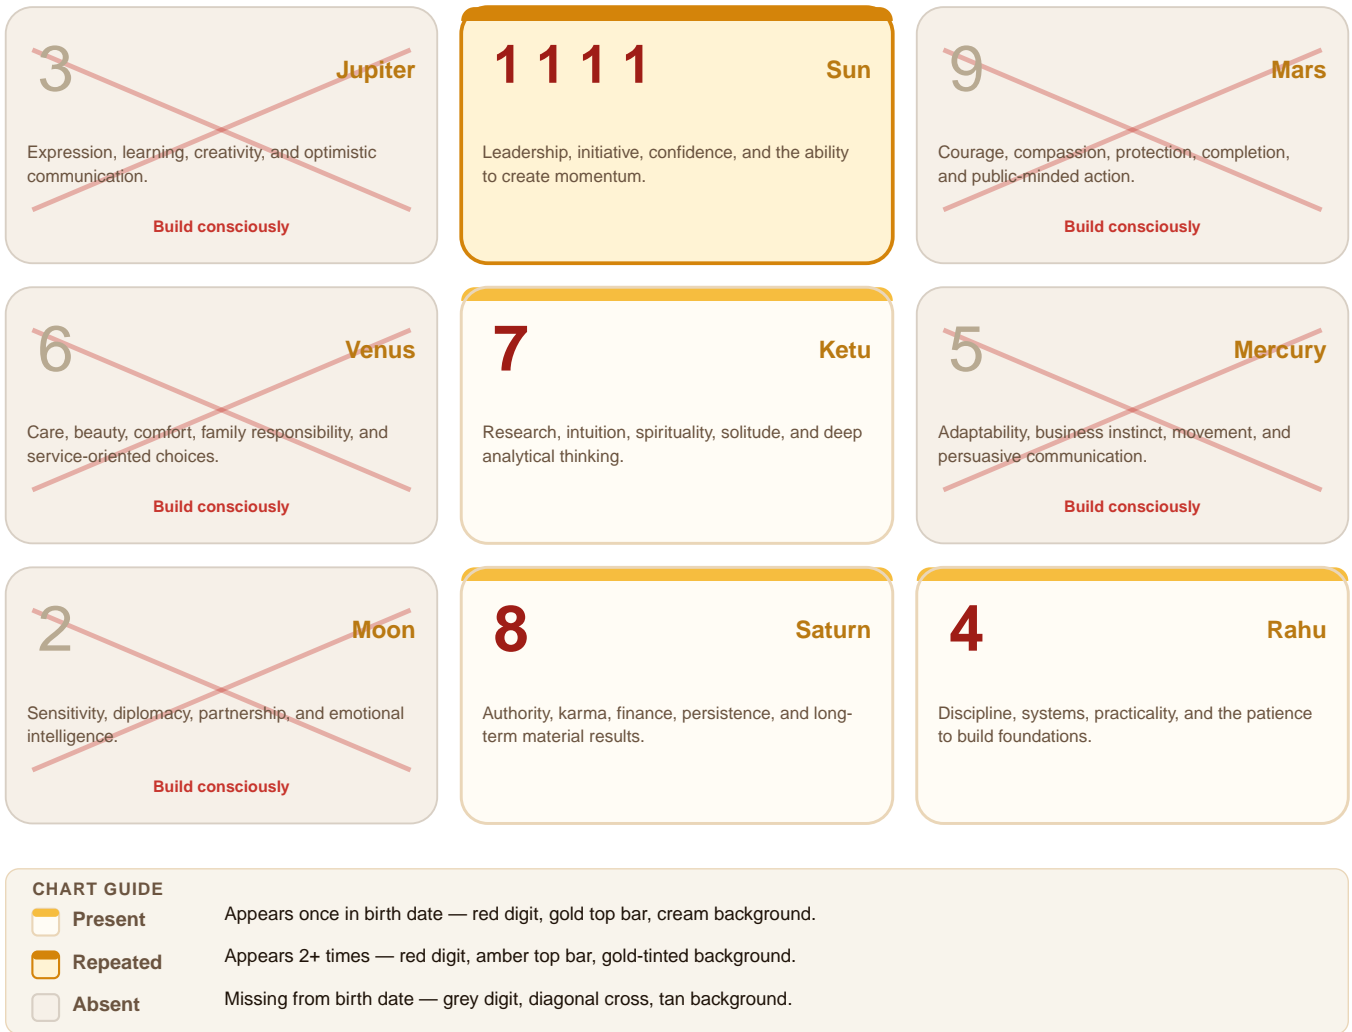 3 Jupiter
Expression, learning, creativity, and optimistic
communication.
Build consciously
1 1 1 1 Sun
Leadership, initiative, confidence, and the ability
to create momentum.
9 Mars
Courage, compassion, protection, completion,
and public-minded action.
Build consciously
6 Venus
Care, beauty, comfort, family responsibility, and
service-oriented choices.
Build consciously
7 Ketu
Research, intuition, spirituality, solitude, and deep
analytical thinking.
5 Mercury
Adaptability, business instinct, movement, and
persuasive communication.
Build consciously
2 Moon
Sensitivity, diplomacy, partnership, and emotional
intelligence.
Build consciously
8 Saturn
Authority, karma, finance, persistence, and long-
term material results.
4 Rahu
Discipline, systems, practicality, and the patience
to build foundations.
CHART GUIDE
Present Appears once in birth date — red digit, gold top bar, cream background.
Repeated Appears 2+ times — red digit, amber top bar, gold-tinted background.
Absent Missing from birth date — grey digit, diagonal cross, tan background.